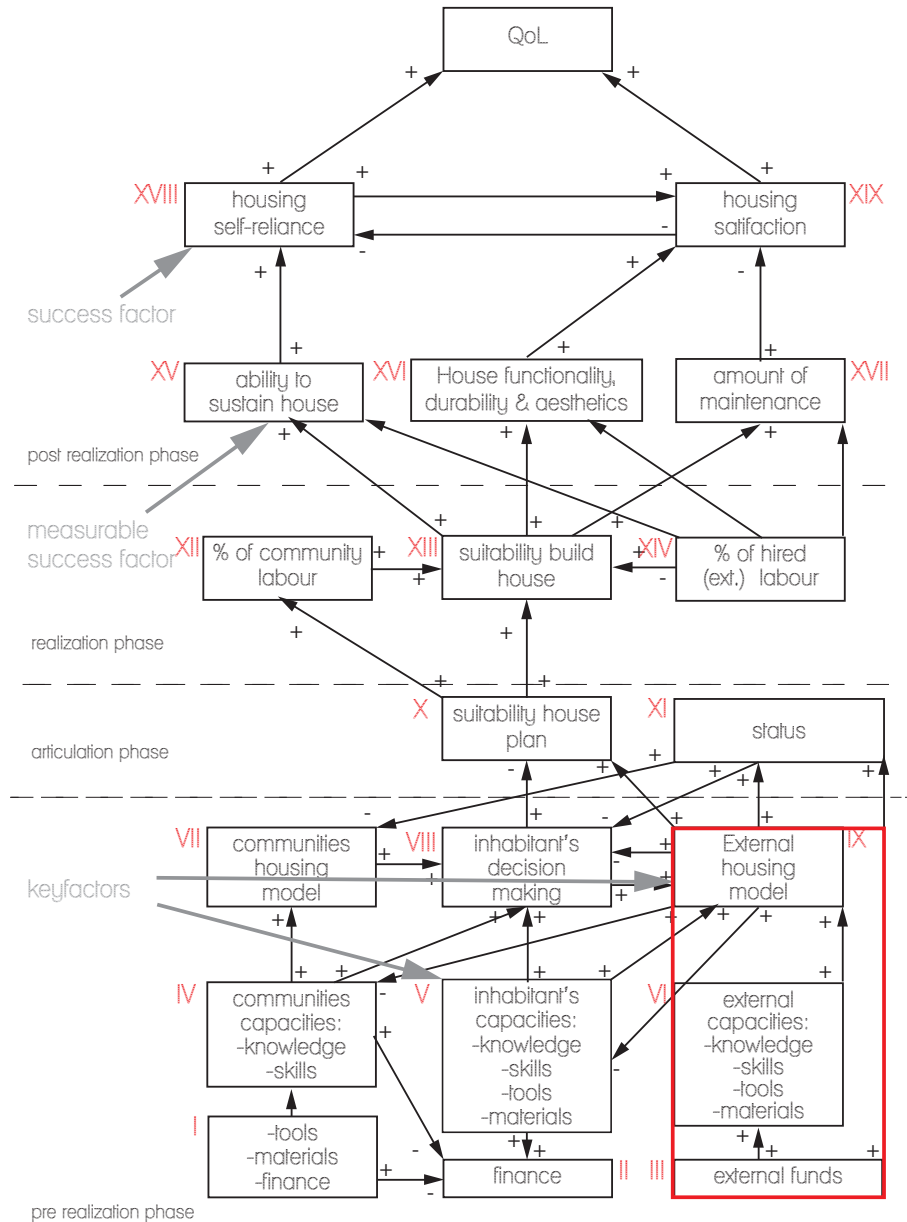 QoL
+ +
+ + + + XVIII XIX
housing
self-reliance
housing
satifaction
-
-
+ + -
success factor
+ + +
XV XVI XVII
ability to
sustain house
House functionality,
durability & aesthetics
amount of
maintenance
+ + +
post realization phase
measurable
success factor
+ + +
XII XIII XIV
% of community
labour
suitability build
house
% of hired
(ext.) labour
+ +
+ -
+ +
realization phase
+ +
X XI
suitability house
plan
status
articulation phase
+
- + + + +
- + - + +
VII VIII IX
communities
housing
model
inhabitant's
decision
making
External
housing
model
+ +
+ -
+ +
keyfactors
+ + + + + + +
+ + + + +
IV V VI
communities
capacities:
-knowledge
-skills
inhabitant's
capacities:
-knowledge
-skills
-tools
-materials
external
capacities:
-knowledge
-skills
-tools
-materials
-
+
-
I
-tools
-materials
-finance
- + + + + +
+ -
finance
II III
external funds
pre realization phase